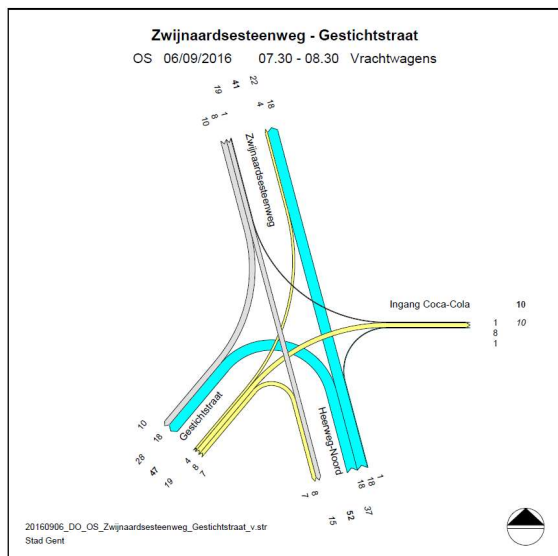 Zwijnaardsesteenweg - Gestichtstraat
OS 06/09/2016 07.30 - 08.30 Vrachtwagens
19 41 22
10 8 1 4 18
Zwijnaardsesteenweg
Ingang Coca-Cola 10
1 10
8
1
Gestichtstraat
10
18
28
47
19
4
8
7
Heerweg-Noord
7 8 18 18 1
15 52 37
20160906_DO_OS_Zwijnaardsesteenweg_Gestichtstraat_v.str
Stad Gent